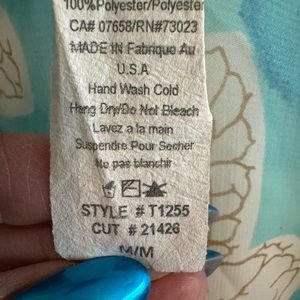 100%Polyester/Polyester
CA# 07658/RN#73023
MADE IN Fabrique Au
U.S.A
Hand Wash Cold
Hang Dry/Do Not Bleach
Lavez a la main
Suspendre Pour Secher
Ne pas blanchir
STYLE # T1255
CUT # 21426
M/M